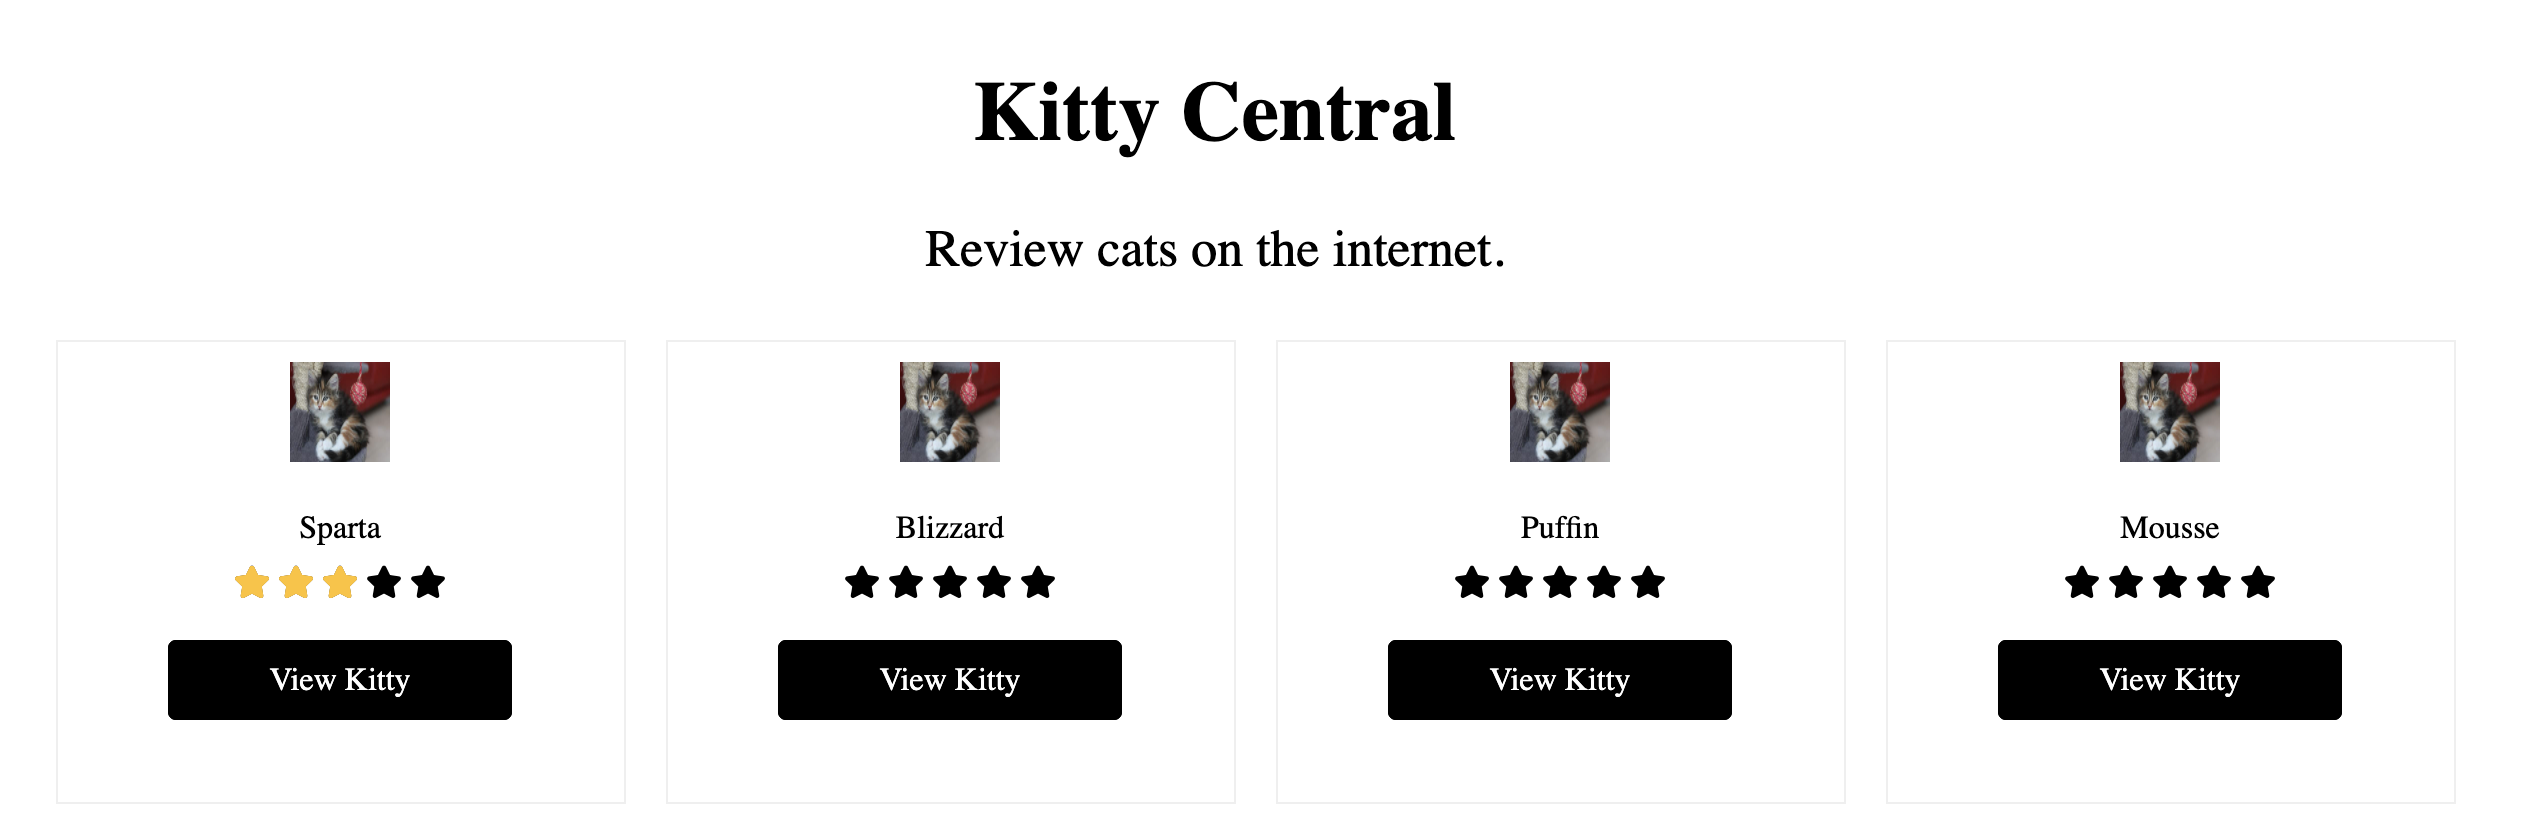 Kitty Central
Review cats on the internet.
Sparta
View Kitty
Blizzard
View Kitty
Puffin
View Kitty
Mousse
View Kitty